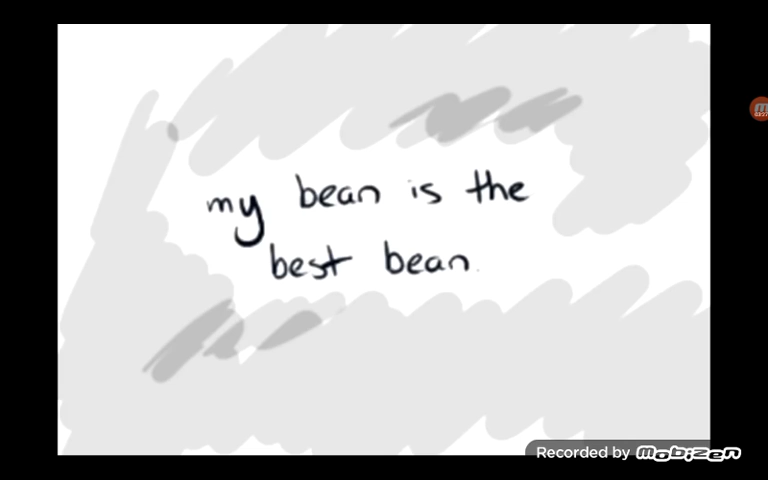 my bean is the
best bean.
Recorded by mobizen